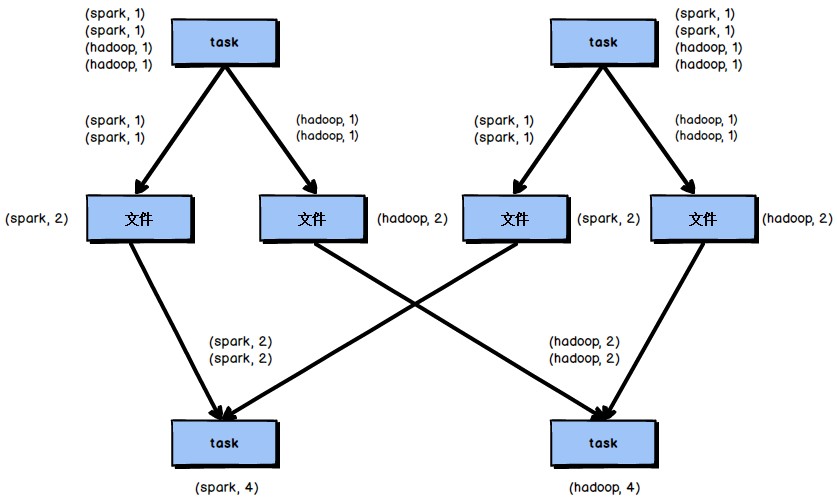 (spark, 1)
(spark, 1)
(hadoop, 1)
(hadoop, 1)
task
task
(spark, 1)
(spark, 1)
(hadoop, 1)
(hadoop, 1)
(spark, 1)
(spark, 1)
(hadoop, 1)
(hadoop, 1)
(spark, 1)
(spark, 1)
(hadoop, 1)
(hadoop, 1)
(spark, 2)
文件
文件
(hadoop, 2)
文件
(spark, 2)
文件
(hadoop, 2)
(spark, 2)
(spark, 2)
(hadoop, 2)
(hadoop, 2)
task
task
(spark, 4)
(hadoop, 4)